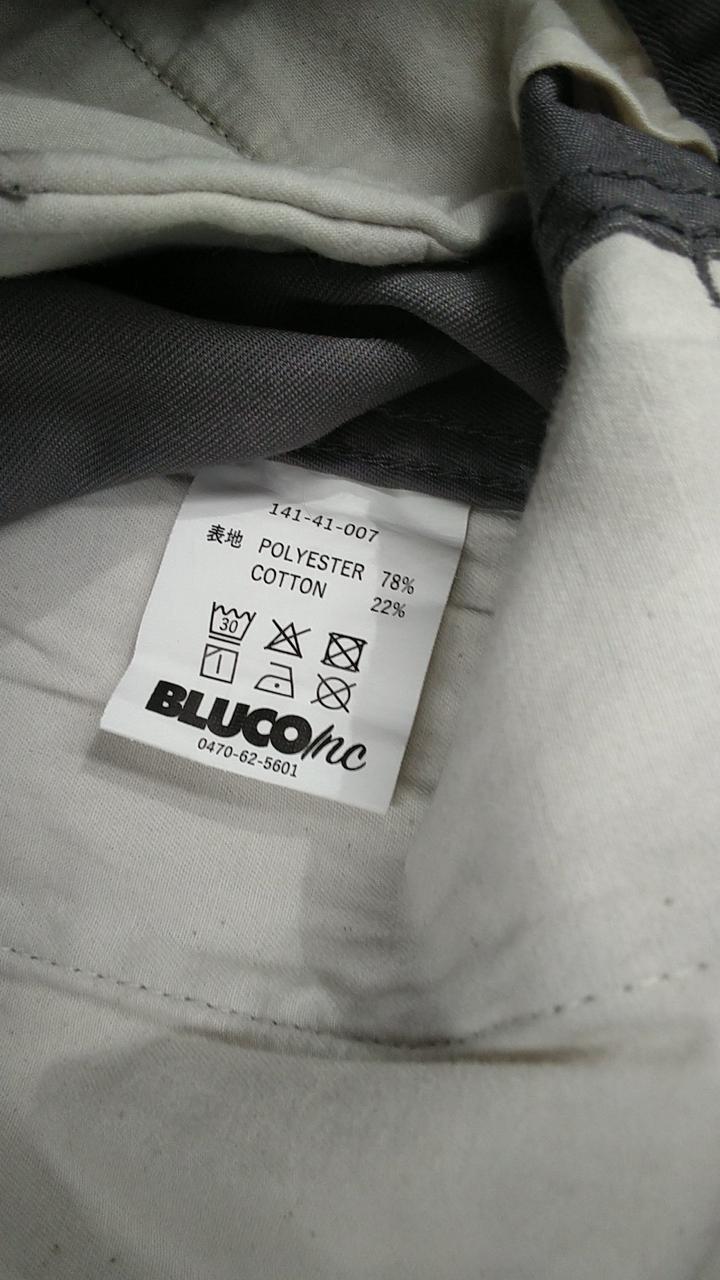 141-41-007
表地 POLYESTER 78%
COTTON 22%
30
BLUCO Inc
0470-62-5601